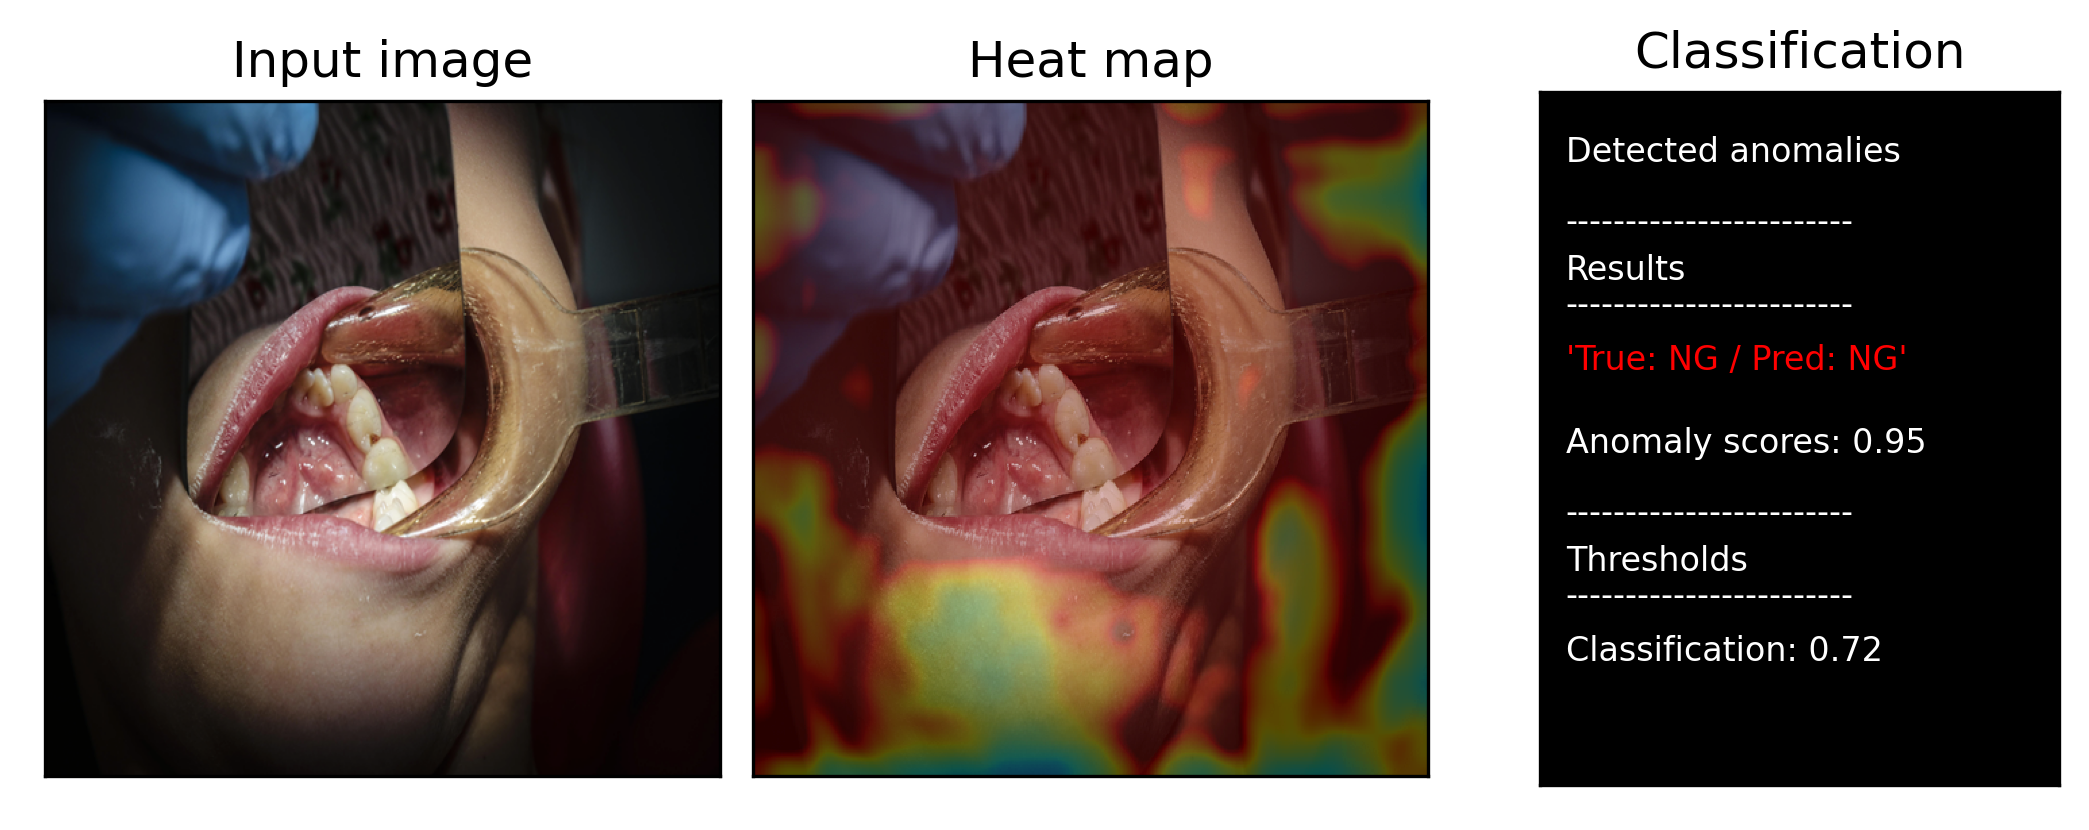 Input image
Heat map
Classification
Detected anomalies
------------------------
Results
------------------------
'True: NG / Pred: NG'
Anomaly scores: 0.95
------------------------
Thresholds
------------------------
Classification: 0.72